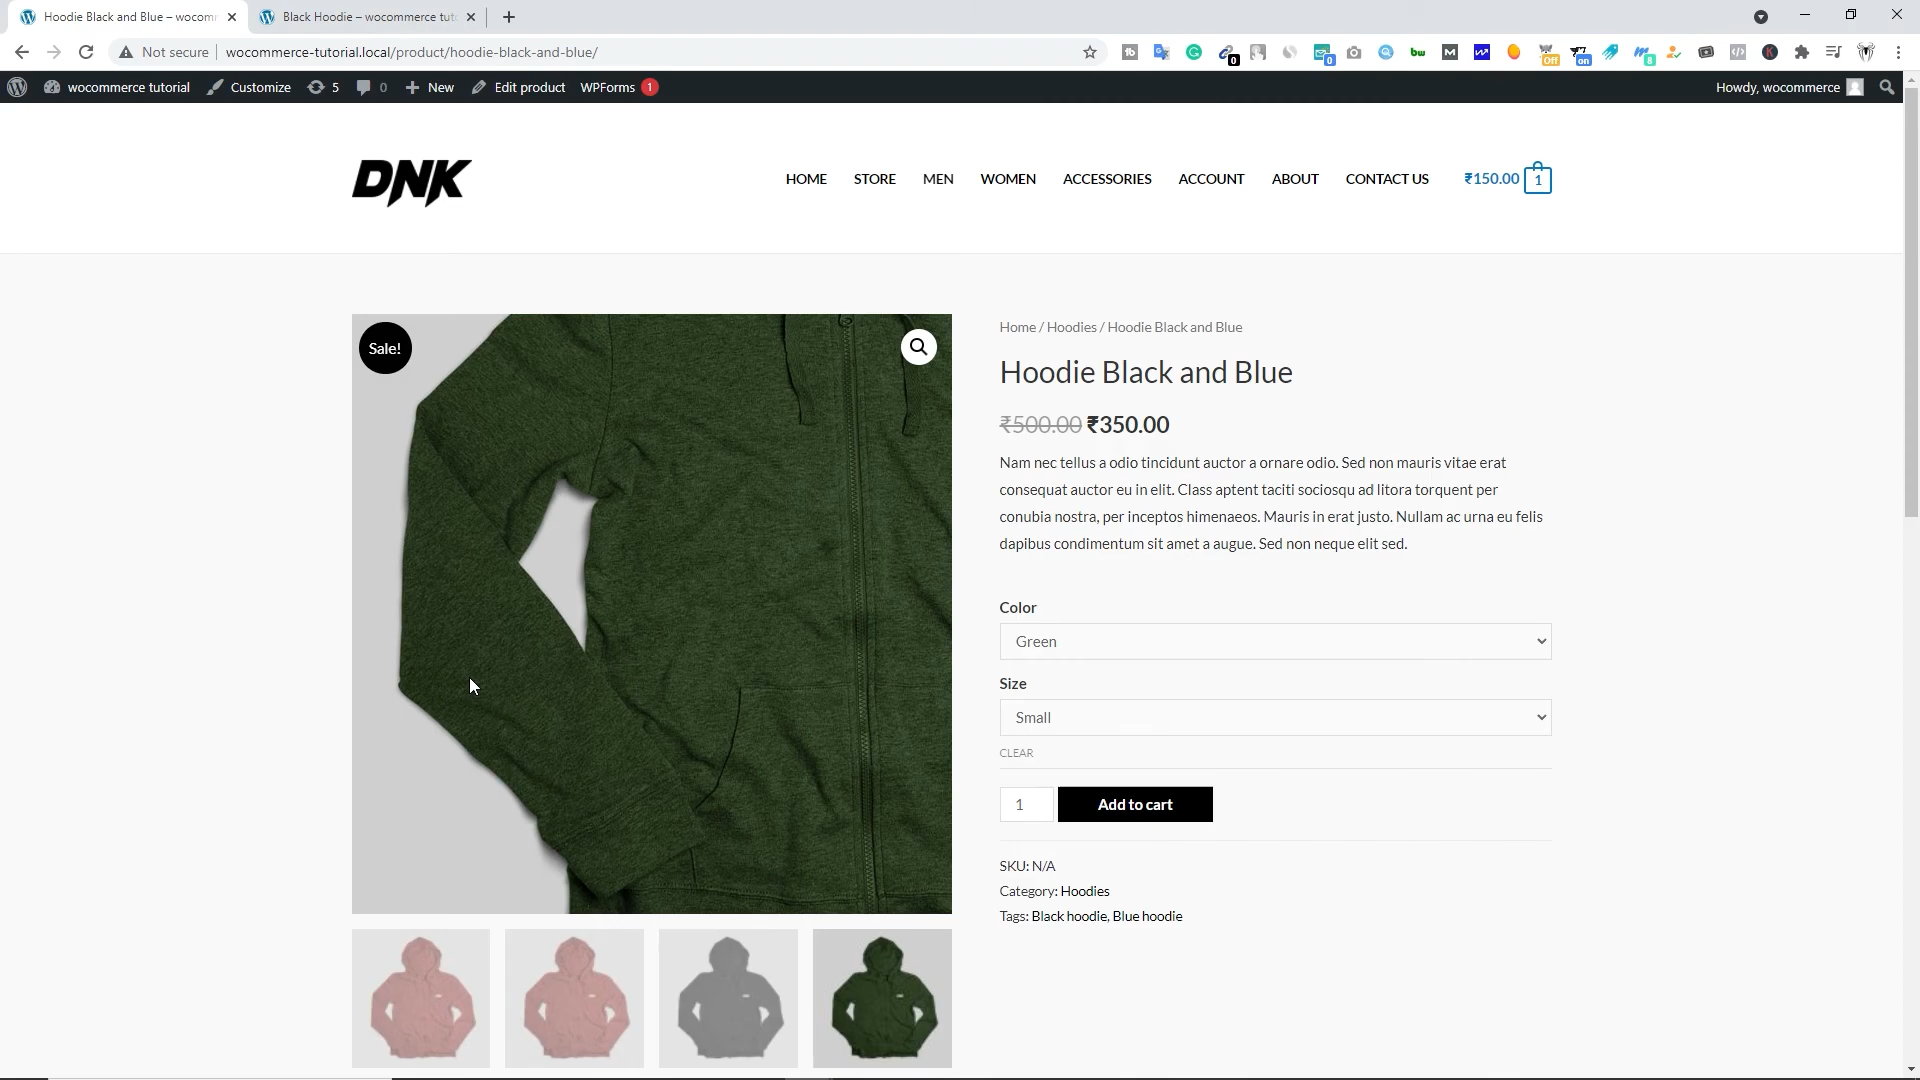 Hoodie Black and Blue – wocomm
Black Hoodie – wocommerce tut
Not secure
wocommerce-tutorial.local/product/hoodie-black-and-blue/
wocommerce tutorial
Customize
5
0
New
Edit product
WPForms
1
Howdy, wocommerce
DNK
HOME
STORE
MEN
WOMEN
ACCESSORIES
ACCOUNT
ABOUT
CONTACT US
₹150.00
1
Sale!
Home / Hoodies / Hoodie Black and Blue
Hoodie Black and Blue
₹500.00 ₹350.00
Nam nec tellus a odio tincidunt auctor a ornare odio. Sed non mauris vitae erat
consequat auctor eu in elit. Class aptent taciti sociosqu ad litora torquent per
conubia nostra, per inceptos himenaeos. Mauris in erat justo. Nullam ac urna eu felis
dapibus condimentum sit amet a augue. Sed non neque elit sed.
Color
Green
Size
Small
CLEAR
1
Add to cart
SKU: N/A
Category: Hoodies
Tags: Black hoodie, Blue hoodie